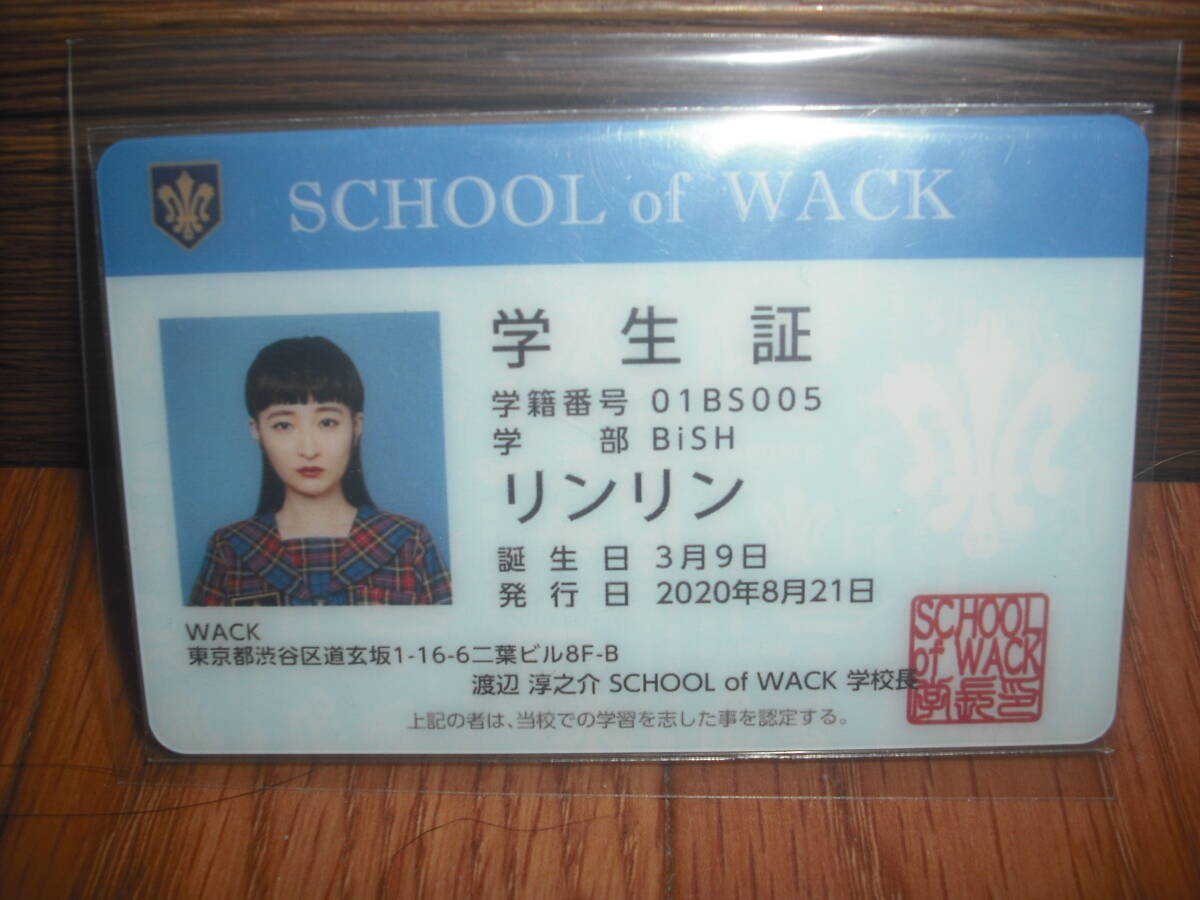 SCHOOL of WACK
学生証
学籍番号 01BS005
学部 BiSH
リンリン
誕生日 3月9日
発行日 2020年8月21日
WACK
東京都渋谷区道玄坂1-16-6二葉ビル8F-B
渡辺 淳之介 SCHOOL of WACK 学校長
上記の者は、当校での学習を志した事を認定する。
SCHOOL
of WACK
学長印